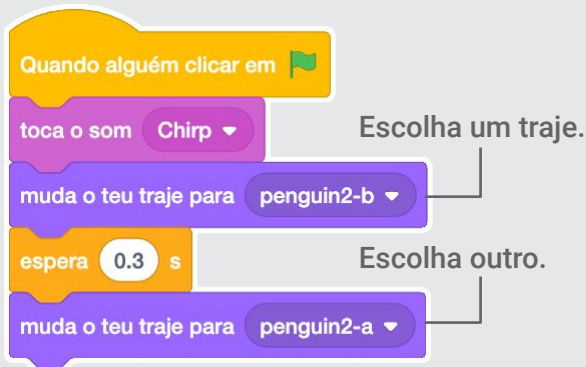 Quando alguém clicar em
toca o som Chirp
Escolha um traje.
muda o teu traje para penguin2-b
espera 0.3 s
Escolha outro.
muda o teu traje para penguin2-a